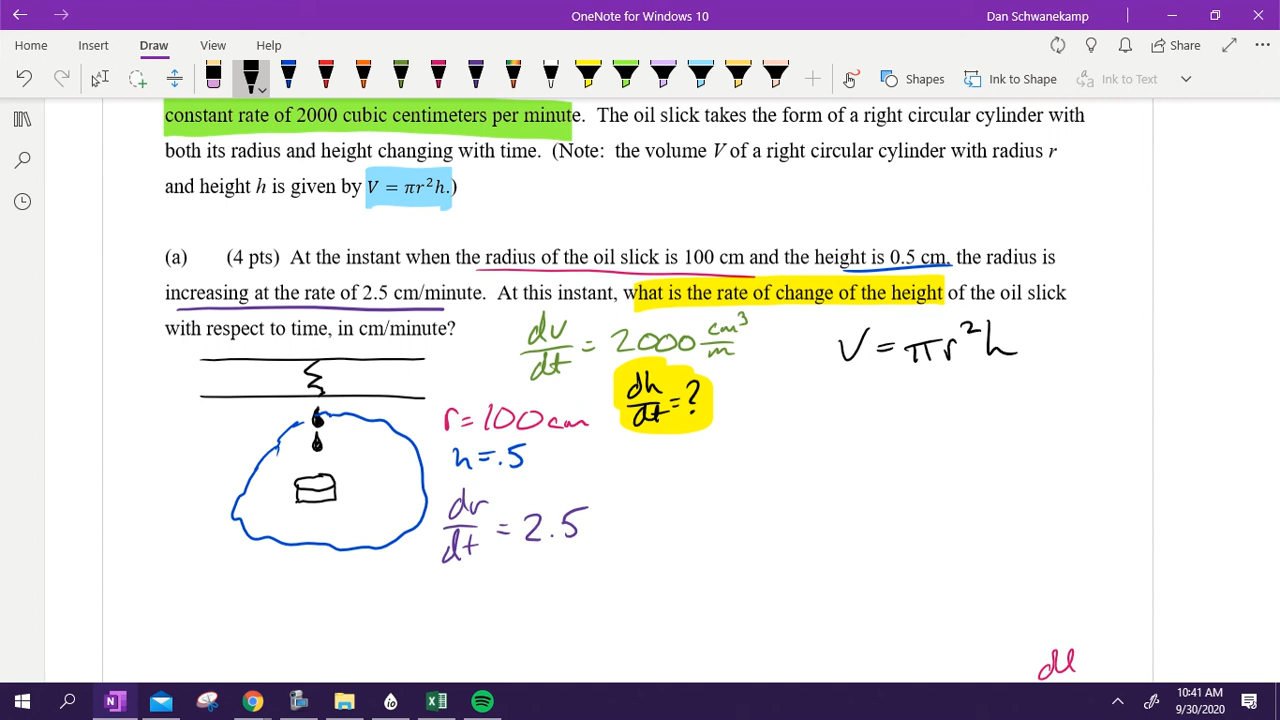 OneNote for Windows 10
Dan Schwanekamp
Home Insert Draw View Help
Share
Shapes Ink to Shape Ink to Text
constant rate of 2000 cubic centimeters per minute. The oil slick takes the form of a right circular cylinder with
both its radius and height changing with time. (Note: the volume V of a right circular cylinder with radius r
and height h is given by V = πr²h.)
(a) (4 pts) At the instant when the radius of the oil slick is 100 cm and the height is 0.5 cm, the radius is
increasing at the rate of 2.5 cm/minute. At this instant, what is the rate of change of the height of the oil slick
with respect to time, in cm/minute?
dv/dt = 2000 cm³/m
V = πr²h
dh/dt = ?
r = 100 cm
h = .5
dr/dt = 2.5
10:41 AM
9/30/2020